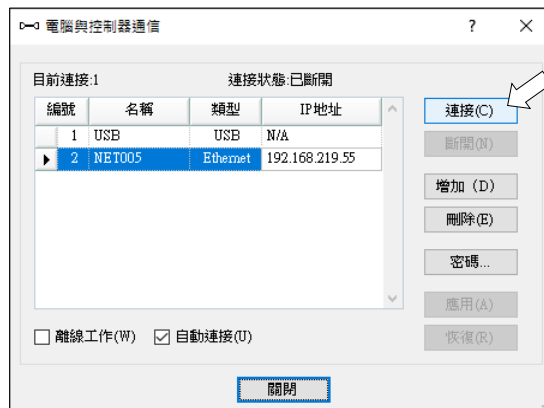 電腦與控制器通信
目前連接:1 連接狀態:已斷開
編號 名稱 類型 IP地址
1 USB USB N/A
2 NET005 Ethernet 192.168.219.55
連接(C)
斷開(N)
增加 (D)
刪除(E)
密碼...
應用(A)
恢復(R)
離線工作(W) 自動連接(U)
關閉